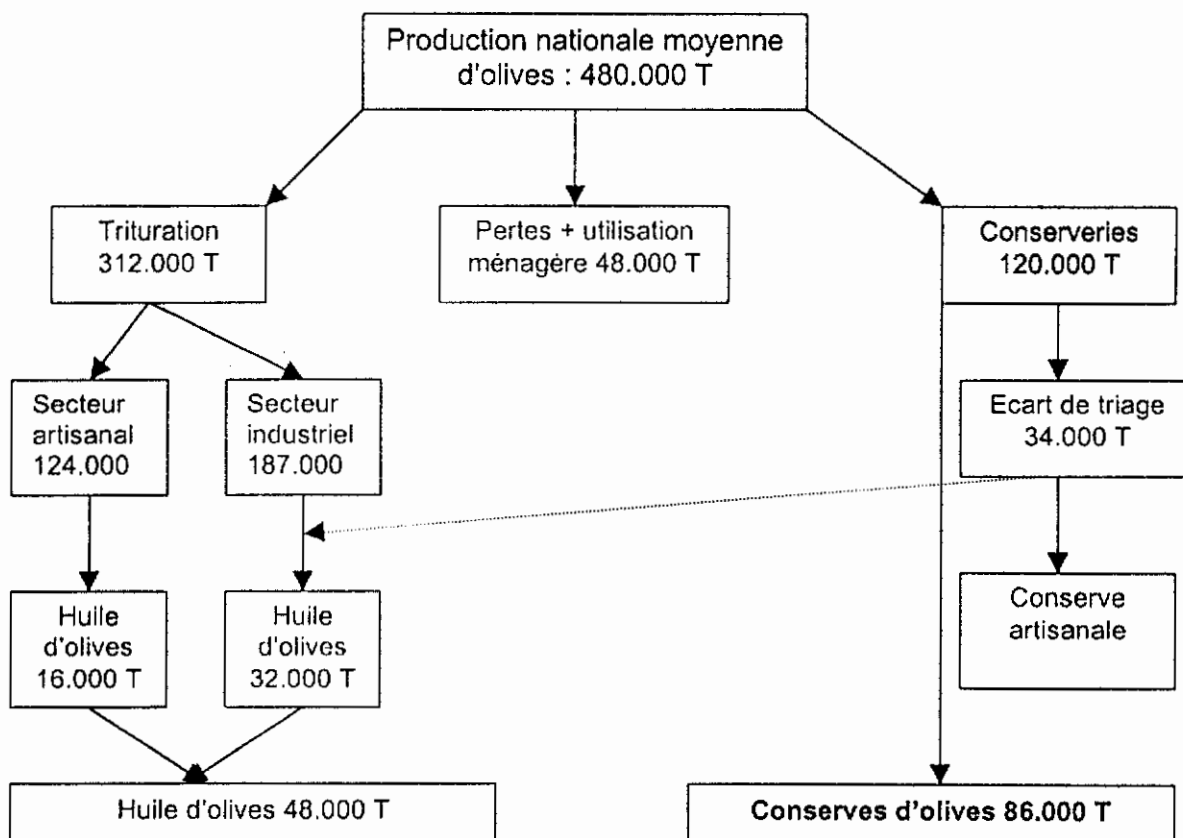 Production nationale moyenne
d'olives : 480.000 T
Trituration
312.000 T
Pertes + utilisation
ménagère 48.000 T
Conserveries
120.000 T
Secteur
artisanal
124.000
Secteur
industriel
187.000
Ecart de triage
34.000 T
Huile
d'olives
16.000 T
Huile
d'olives
32.000 T
Conserve
artisanale
Huile d'olives 48.000 T
Conserves d'olives 86.000 T